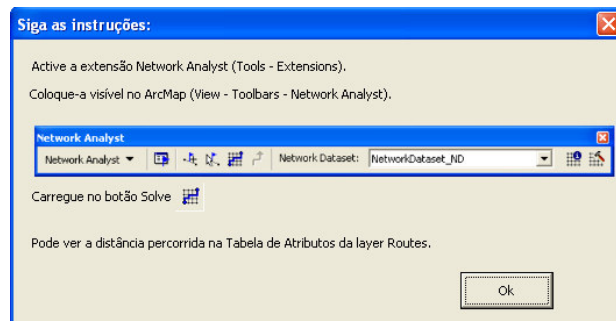 Siga as instruções:
Active a extensão Network Analyst (Tools - Extensions).
Coloque-a visível no ArcMap (View - Toolbars - Network Analyst).
Network Analyst
Network Analyst Network Dataset: NetworkDataset_ND
Carregue no botão Solve
Pode ver a distância percorrida na Tabela de Atributos da layer Routes.
Ok